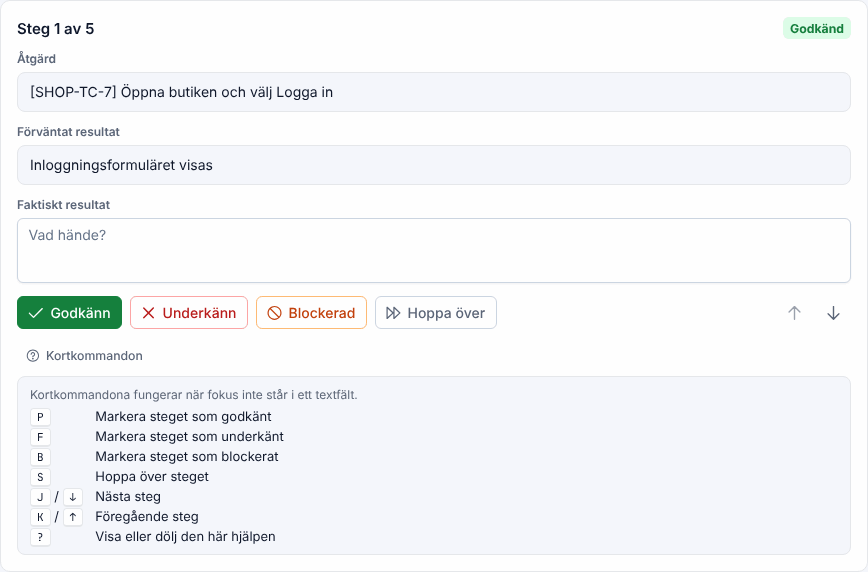 Steg 1 av 5
Godkänd
Åtgärd
[SHOP-TC-7] Öppna butiken och välj Logga in
Förväntat resultat
Inloggningsformuläret visas
Faktiskt resultat
Vad hände?
Godkänn
Underkänn
Blockerad
Hoppa över
Kortkommandon
Kortkommandona fungerar när fokus inte står i ett textfält.
P Markera steget som godkänt
F Markera steget som underkänt
B Markera steget som blockerat
S Hoppa över steget
J / ↓ Nästa steg
K / ↑ Föregående steg
? Visa eller dölj den här hjälpen